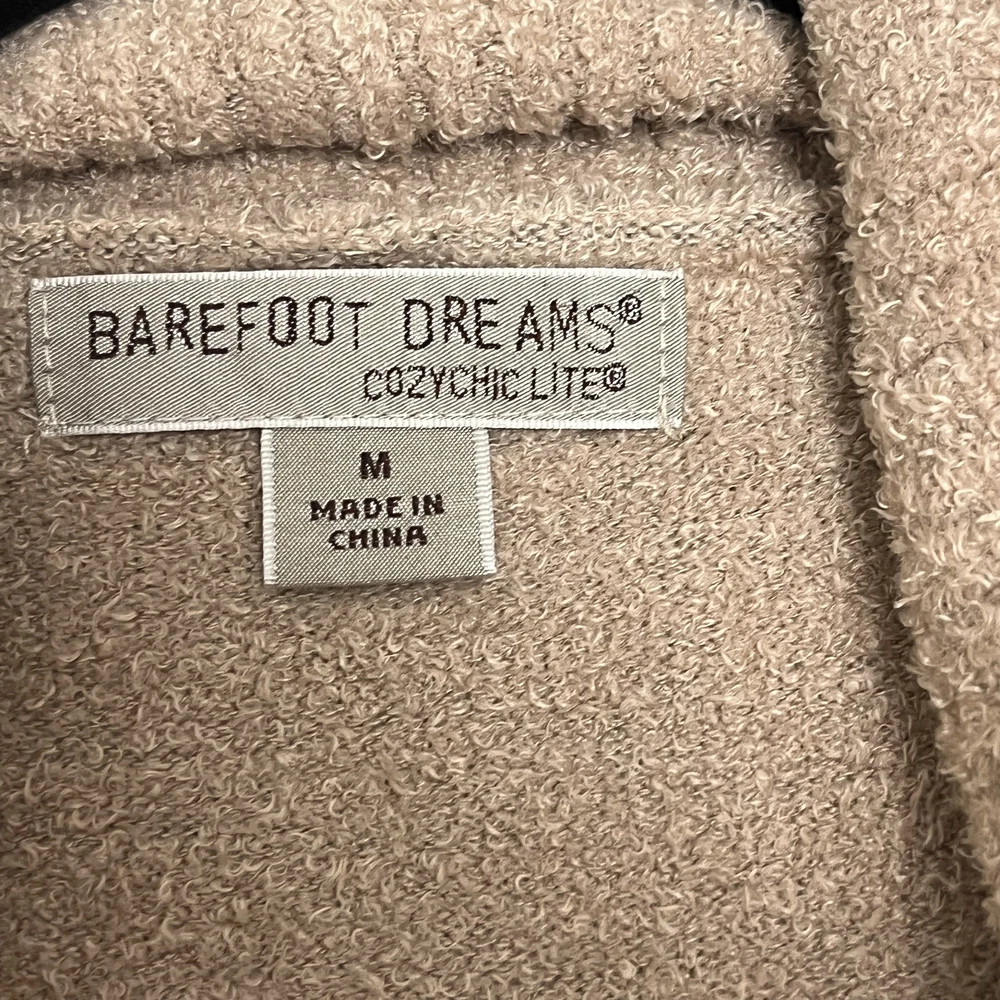 BAREFOOT DREAMS®
COZYCHIC LITE®
M
MADE IN
CHINA